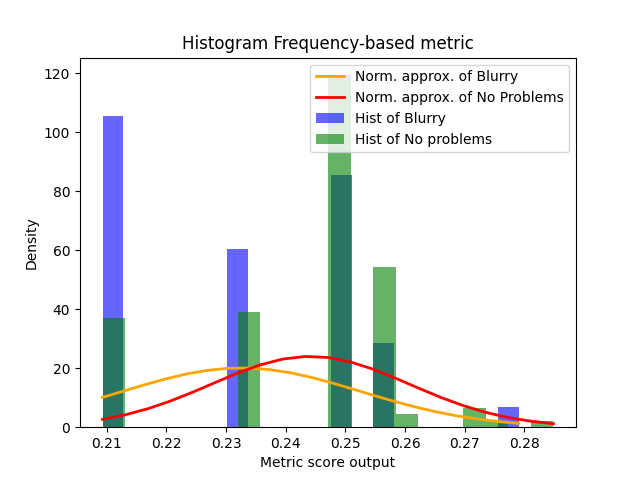 Histogram Frequency-based metric
Norm. approx. of Blurry
Norm. approx. of No Problems
Hist of Blurry
Hist of No problems
Density
120
100
80
60
40
20
0
0.21 0.22 0.23 0.24 0.25 0.26 0.27 0.28
Metric score output